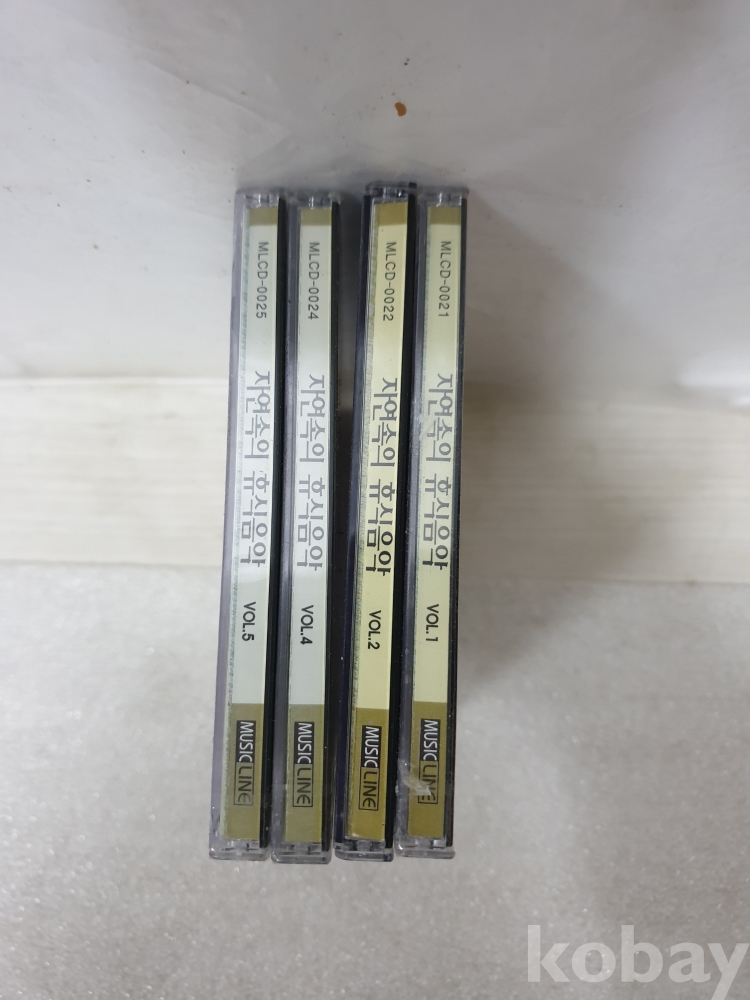 MLCD-0025 자연속의 휴식음악 VOL.5 MUSIC LINE
MLCD-0024 자연속의 휴식음악 VOL.4 MUSIC LINE
MLCD-0022 자연속의 휴식음악 VOL.2 MUSIC LINE
MLCD-0021 자연속의 휴식음악 VOL.1 MUSIC LINE
kobay